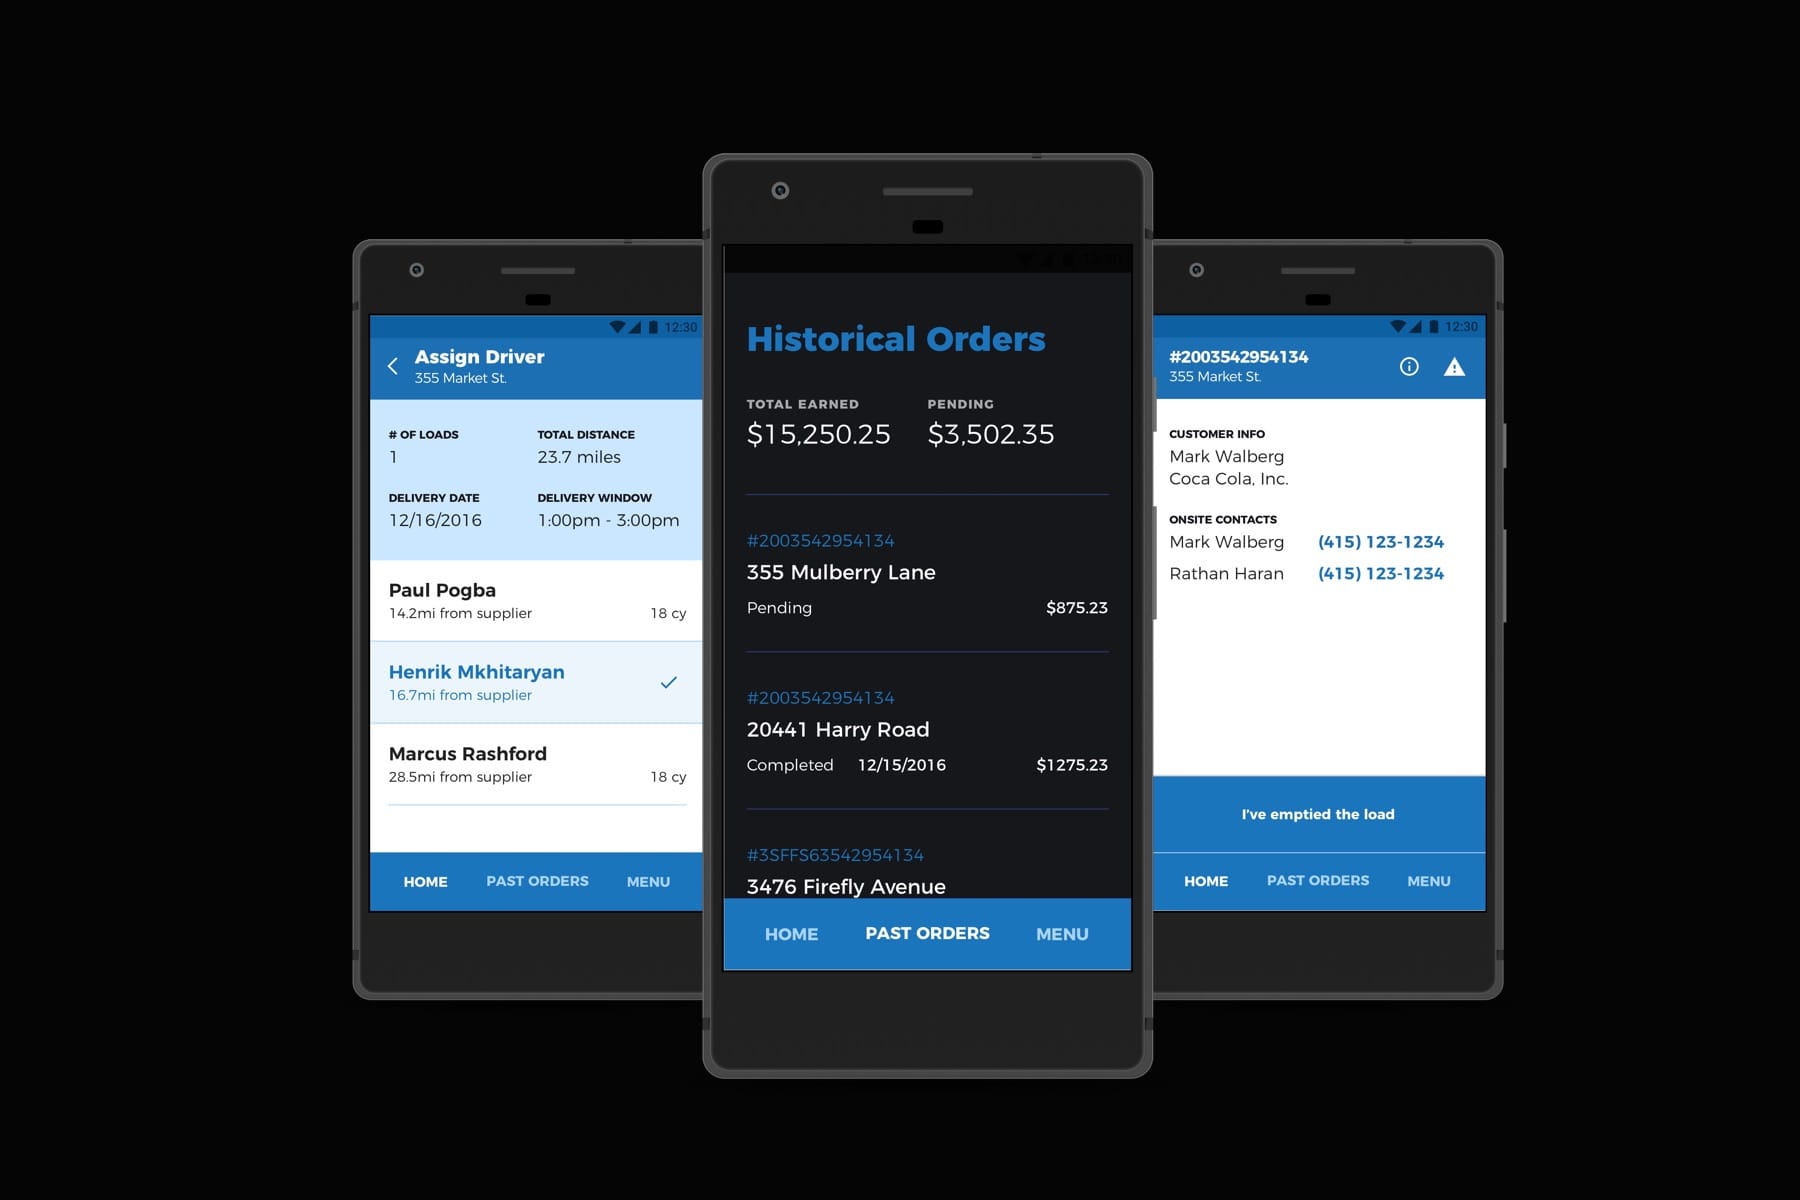 12:30
Assign Driver
355 Market St.
# OF LOADS
1
TOTAL DISTANCE
23.7 miles
DELIVERY DATE
12/16/2016
DELIVERY WINDOW
1:00pm - 3:00pm
Paul Pogba
14.2mi from supplier 18 cy
Henrik Mkhitaryan
16.7mi from supplier
Marcus Rashford
28.5mi from supplier 18 cy
HOME PAST ORDERS MENU
12:30
Historical Orders
TOTAL EARNED
$15,250.25
PENDING
$3,502.35
#2003542954134
355 Mulberry Lane
Pending $875.23
#2003542954134
20441 Harry Road
Completed 12/15/2016 $1275.23
#3SFFS63542954134
3476 Firefly Avenue
HOME PAST ORDERS MENU
12:30
#2003542954134
355 Market St.
CUSTOMER INFO
Mark Walberg
Coca Cola, Inc.
ONSITE CONTACTS
Mark Walberg (415) 123-1234
Rathan Haran (415) 123-1234
I've emptied the load
HOME PAST ORDERS MENU